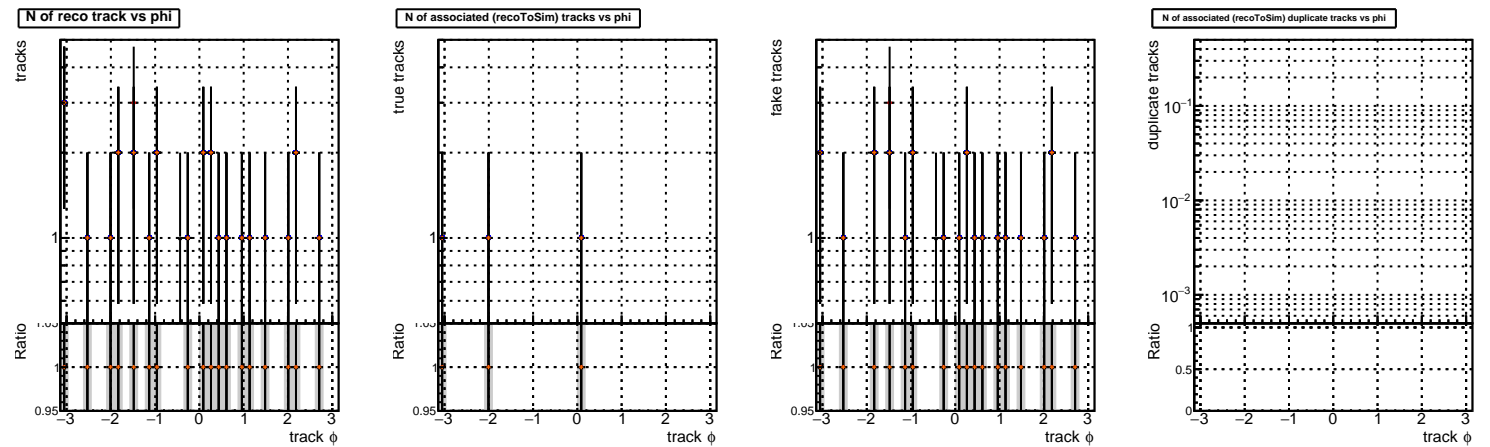 N of reco track vs phi
tracks
1
Ratio
1.05
1
0.95
−3 −2 −1 0 1 2 3
track ϕ
N of associated (recoToSim) tracks vs phi
true tracks
1
Ratio
1
0.95
−3 −2 −1 0 1 2 3
track ϕ
fake tracks
1
Ratio
1
0.95
−3 −2 −1 0 1 2 3
track ϕ
N of associated (recoToSim) duplicate tracks vs phi
duplicate tracks
10⁻¹
10⁻²
10⁻³
Ratio
1
0.5
0
−3 −2 −1 0 1 2 3
track ϕ